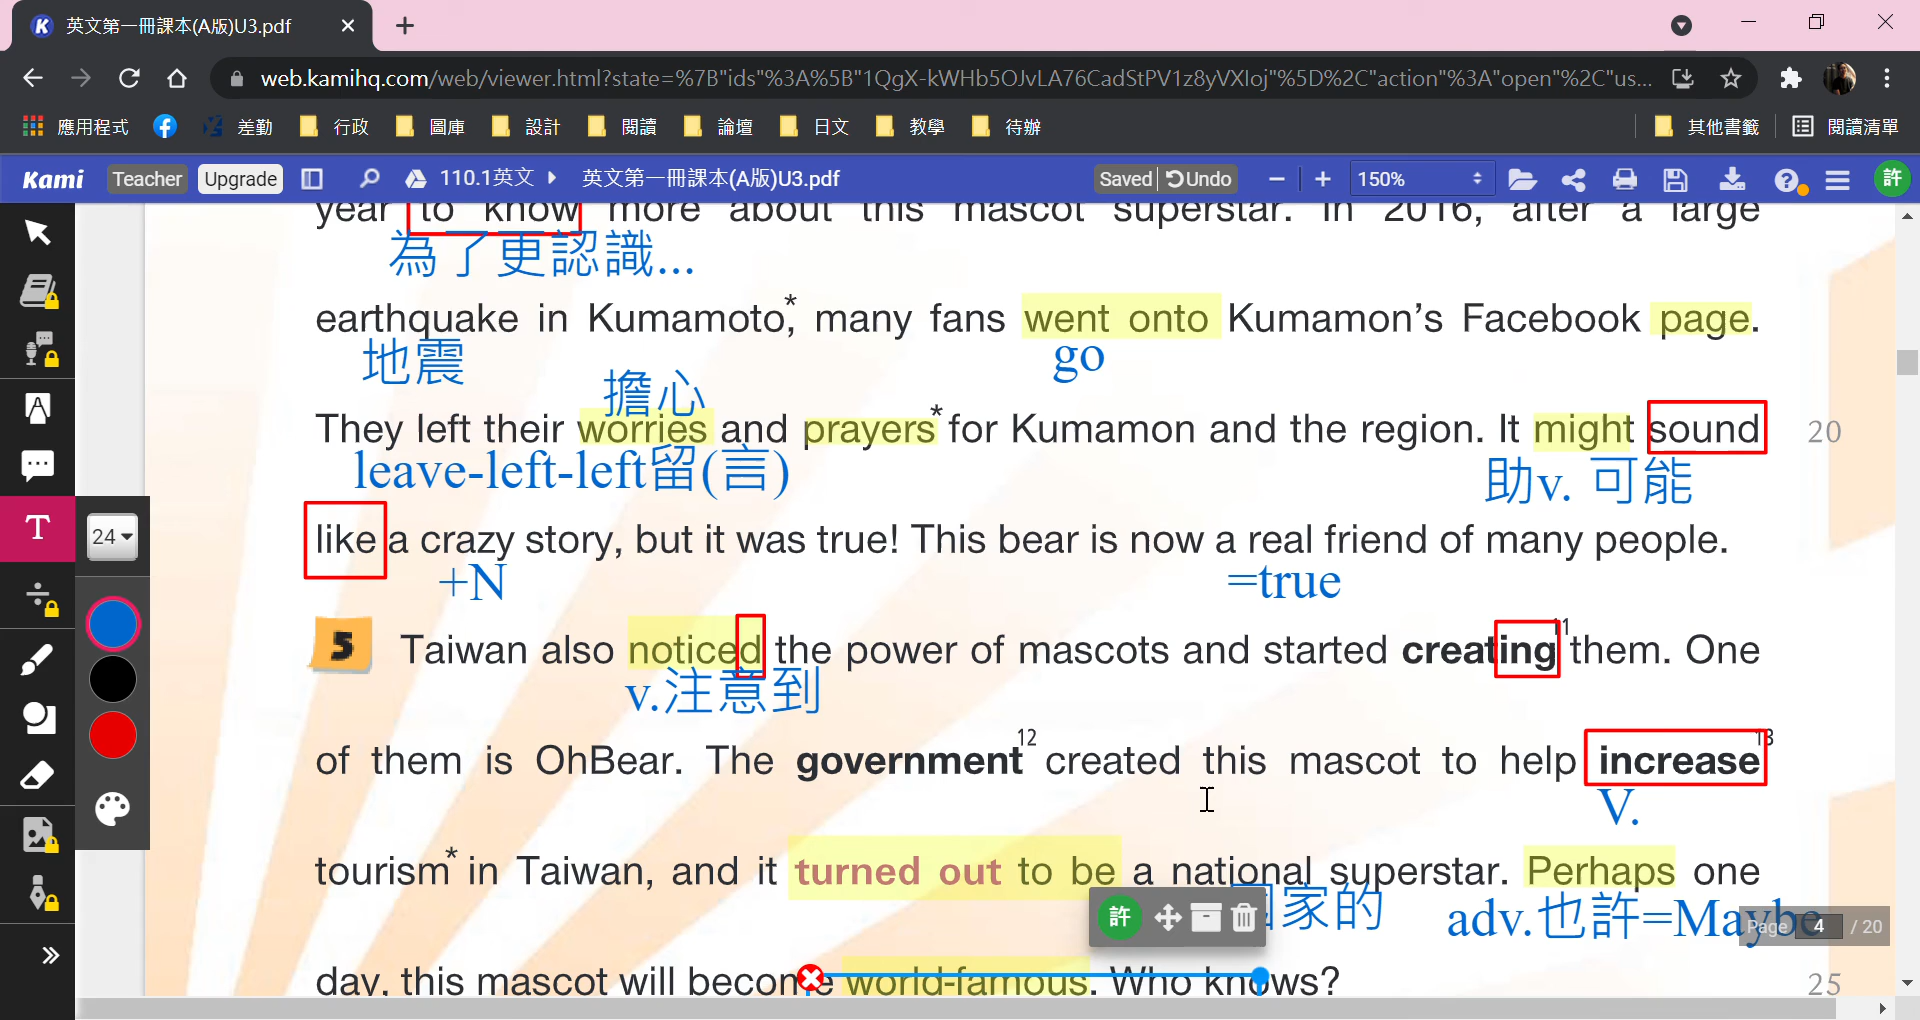 英文第一冊課本(A版)U3.pdf
web.kamihq.com/web/viewer.html?state=%7B"ids"%3A%5B"1QgX-kWHb5OJvLA76CadStPV1z8yVXIoj"%5D%2C"action"%3A"open"%2C"us...
應用程式 差勤 行政 圖庫 設計 閱讀 論壇 日文 教學 待辦 其他書籤 閱讀清單
Kami Teacher Upgrade 110.1英文 英文第一冊課本(A版)U3.pdf Saved Undo 150% 許
year to know more about this mascot superstar. In 2016, after a large
為了更認識...
earthquake in Kumamoto,* many fans went onto Kumamon's Facebook page.
地震 go
擔心
They left their worries and prayers* for Kumamon and the region. It might sound 20
leave-left-left留(言) 助v. 可能
like a crazy story, but it was true! This bear is now a real friend of many people.
+N =true
5 Taiwan also noticed the power of mascots and started creating11 them. One
v.注意到
of them is OhBear. The government12 created this mascot to help increase13
V.
tourism* in Taiwan, and it turned out to be a national superstar. Perhaps one
許 家的 adv.也許=Maybe
Page 4 / 20
day, this mascot will become world-famous. Who knows? 25
T 24